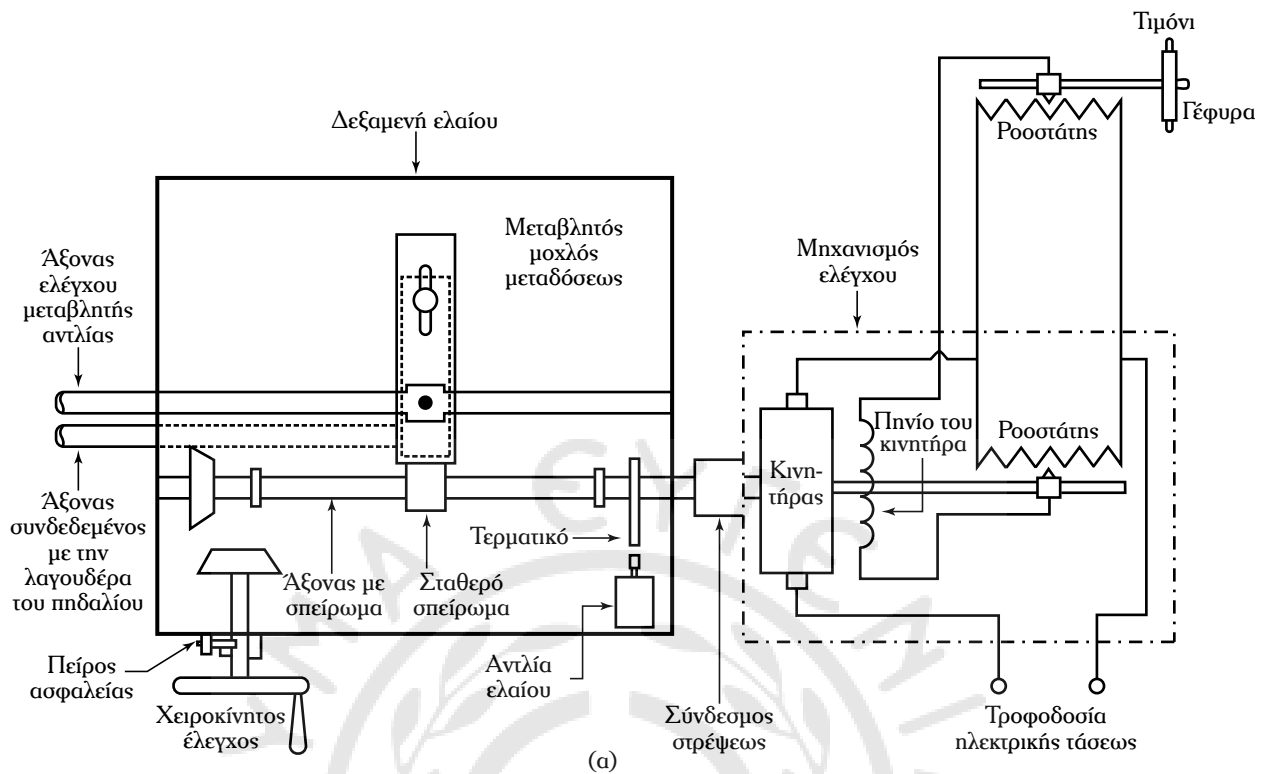 Τιμόνι
Γέφυρα
Ροοστάτης
Δεξαμενή ελαίου
Μεταβλητός
μοχλός
μεταδόσεως
Μηχανισμός
ελέγχου
Άξονας
ελέγχου
μεταβλητής
αντλίας
Πηνίο του
κινητήρα
Ροοστάτης
Κινη-
τήρας
Άξονας
συνδεδεμένος
με την
λαγουδέρα
του πηδαλίου
Άξονας με
σπείρωμα
Σταθερό
σπείρωμα
Τερματικό
Πείρος
ασφαλείας
Χειροκίνητος
έλεγχος
Αντλία
ελαίου
Σύνδεσμος
στρέψεως
Τροφοδοσία
ηλεκτρικής τάσεως
(α)